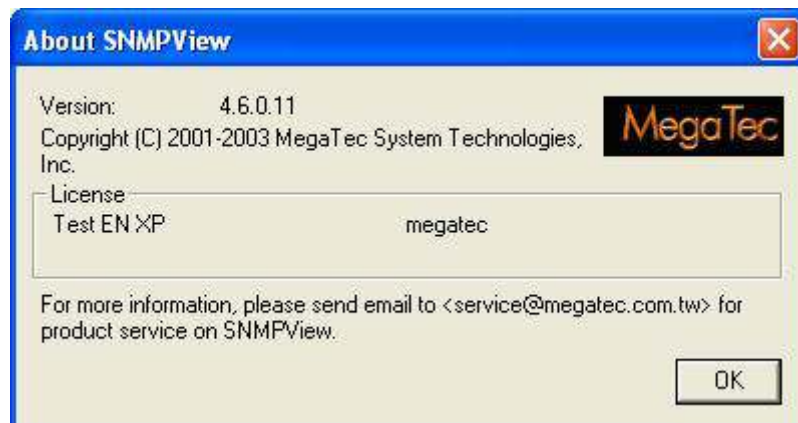 About SNMPView
Version: 4.6.0.11
Copyright (C) 2001-2003 MegaTec System Technologies,
Inc.
MegaTec
License
Test EN XP megatec
For more information, please send email to <service@megatec.com.tw> for
product service on SNMPView.
OK